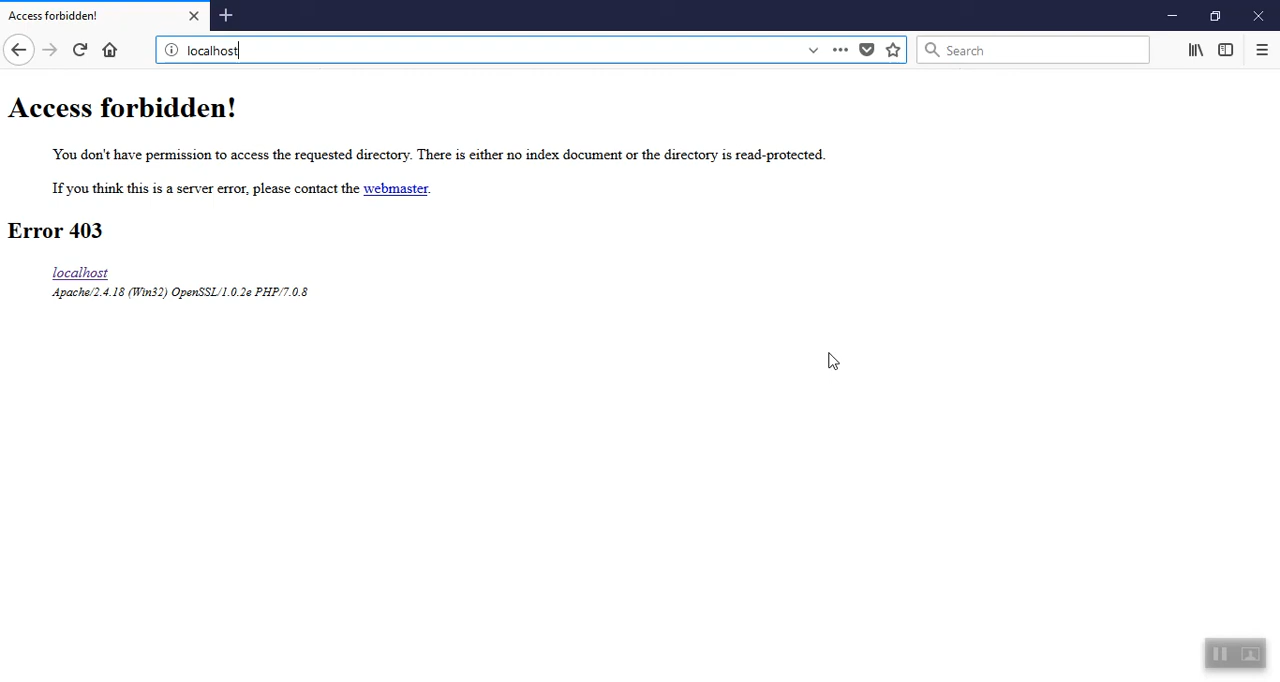 Access forbidden!
localhost
Search
Access forbidden!
You don't have permission to access the requested directory. There is either no index document or the directory is read-protected.
If you think this is a server error, please contact the webmaster.
Error 403
localhost
Apache/2.4.18 (Win32) OpenSSL/1.0.2e PHP/7.0.8